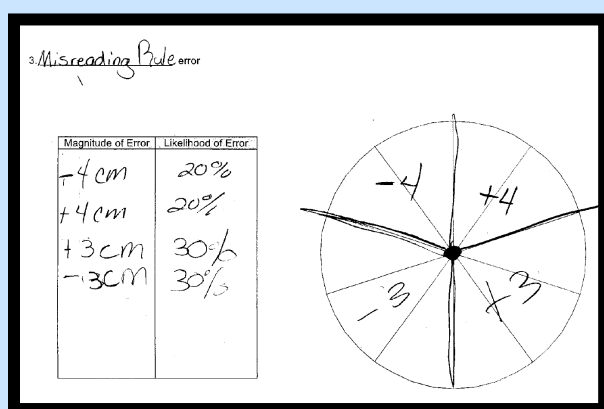 3. Misreading Rule error
Magnitude of Error Likelihood of Error
-4 cm 20%
+4 cm 20%
+3 cm 30%
-3 cm 30%
-4 +4
-3 +3